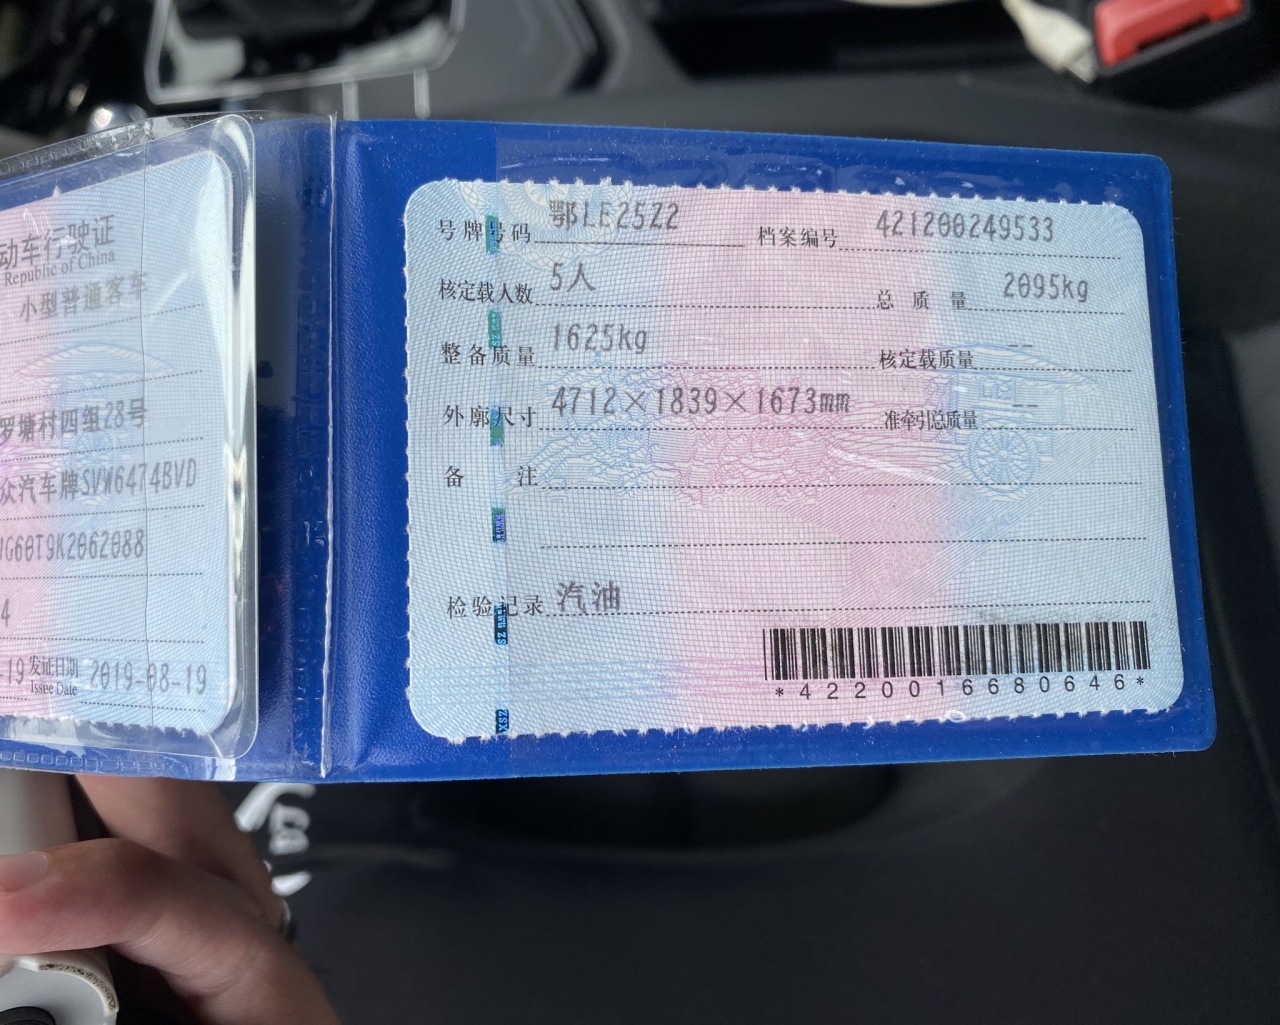 动车行驶证
Republic of China
小型普通客车
罗塘村四组28号
众汽车牌SVW6474BVD
JG60T9K2062088
4
-19 发证日期 2019-08-19
Issue Date
号牌号码 鄂LE25Z2 档案编号 421200249533
核定载人数 5人 总质量 2095kg
整备质量 1625kg 核定载质量 --
外廓尺寸 4712×1839×1673mm 准牵引总质量 --
备注
检验记录 汽油
*4220016680646*